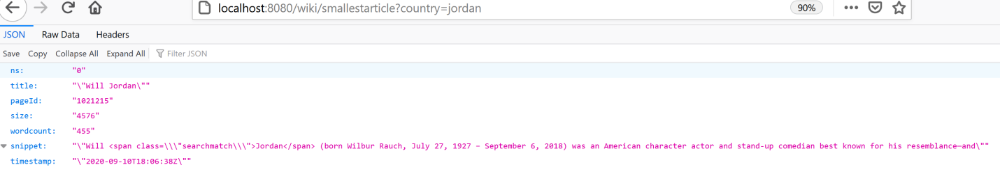 localhost:8080/wiki/smallestarticle?country=jordan 90%
JSON Raw Data Headers
Save Copy Collapse All Expand All Filter JSON
ns: "0"
title: "\"Will Jordan\""
pageId: "1021215"
size: "4576"
wordcount: "455"
snippet: "\"Will <span class=\\\"searchmatch\\\">Jordan</span> (born Wilbur Rauch, July 27, 1927 – September 6, 2018) was an American character actor and stand-up comedian best known for his resemblance—and\""
timestamp: "\"2020-09-10T18:06:38Z\""